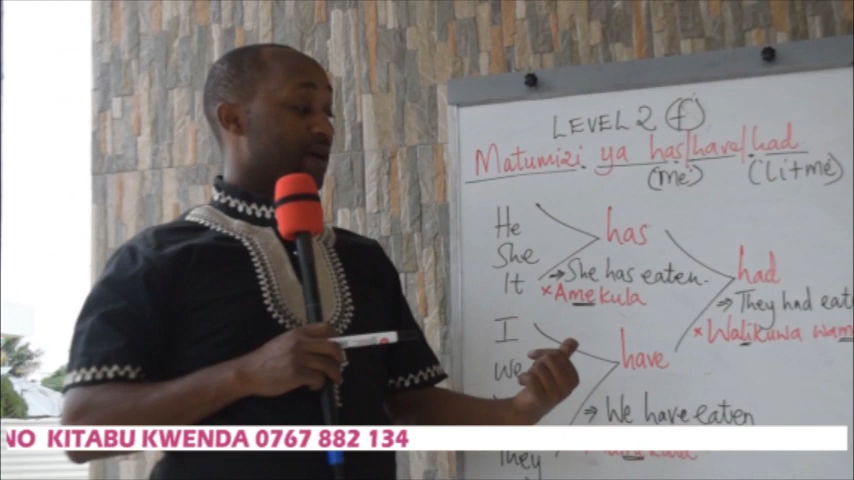 LEVEL 2 (f)
Matumizi ya has/have/had
(me) (li+me)
He
She
It
has
→ She has eaten.
× Amekula
had
→ They had eat
× Walikuwa wam
I
We
They
have
→ We have eaten
NO KITABU KWENDA 0767 882 134